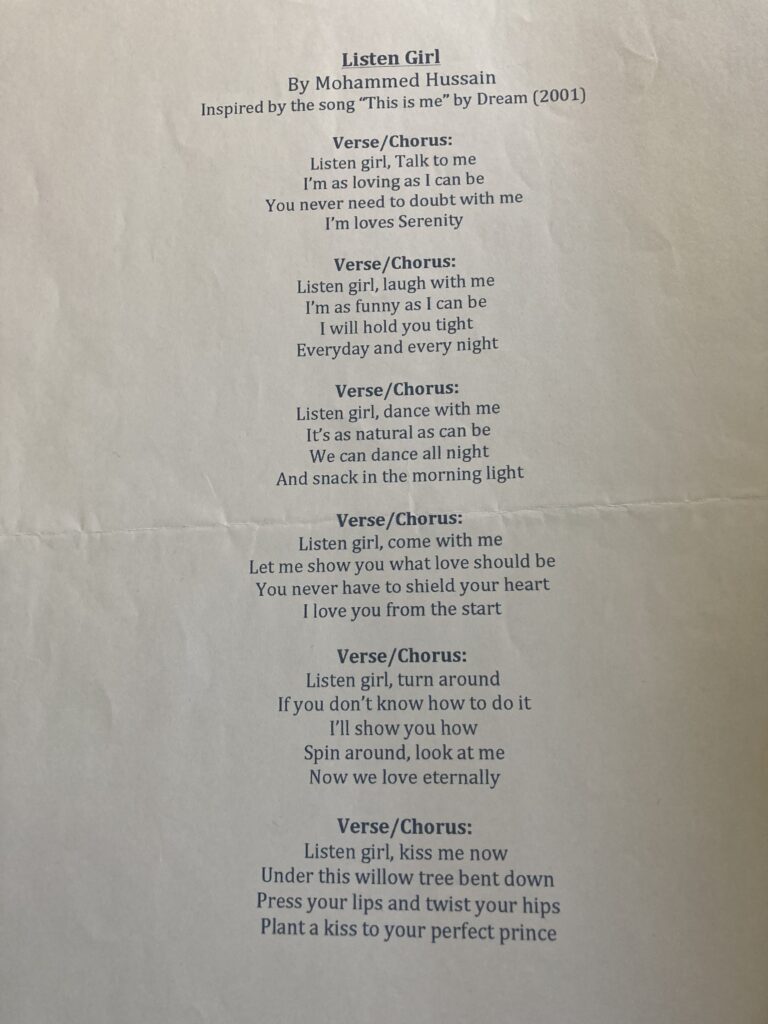 Listen Girl
By Mohammed Hussain
Inspired by the song “This is me” by Dream (2001)
Verse/Chorus:
Listen girl, Talk to me
I’m as loving as I can be
You never need to doubt with me
I’m loves Serenity
Verse/Chorus:
Listen girl, laugh with me
I’m as funny as I can be
I will hold you tight
Everyday and every night
Verse/Chorus:
Listen girl, dance with me
It’s as natural as can be
We can dance all night
And snack in the morning light
Verse/Chorus:
Listen girl, come with me
Let me show you what love should be
You never have to shield your heart
I love you from the start
Verse/Chorus:
Listen girl, turn around
If you don’t know how to do it
I’ll show you how
Spin around, look at me
Now we love eternally
Verse/Chorus:
Listen girl, kiss me now
Under this willow tree bent down
Press your lips and twist your hips
Plant a kiss to your perfect prince